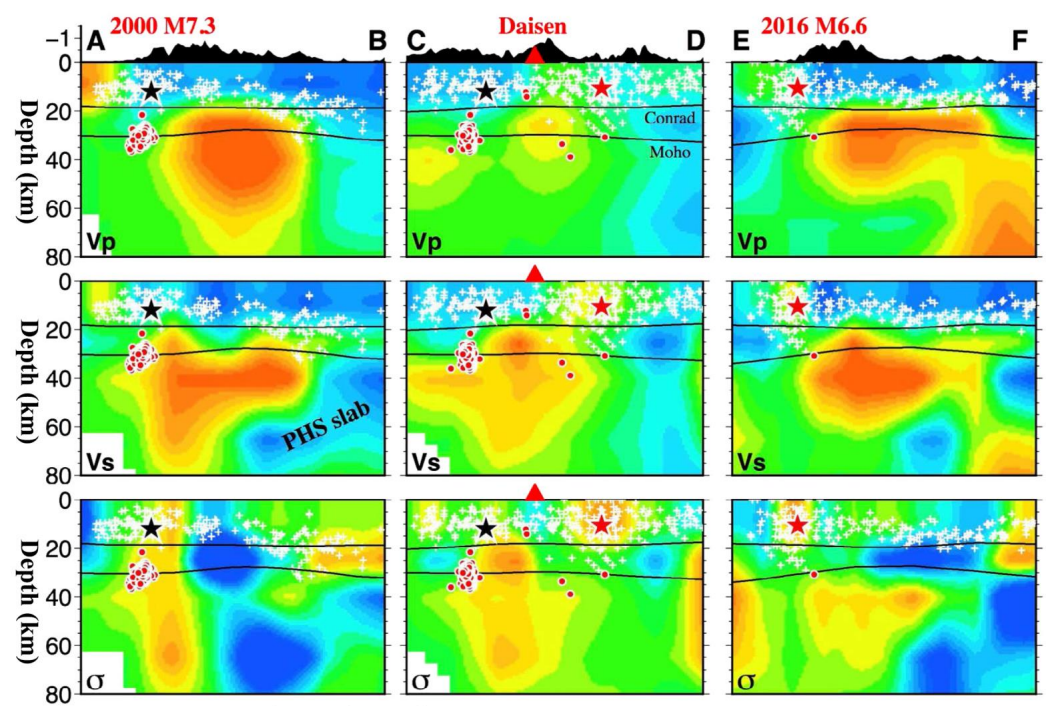 2000 M7.3 Daisen 2016 M6.6
A B C D E F
−1
0
20
40
60
80
Depth (km)
Conrad
Moho
Vp Vp Vp
0
20
40
60
80
Depth (km)
PHS slab
Vs Vs Vs
0
20
40
60
80
Depth (km)
σ σ σ